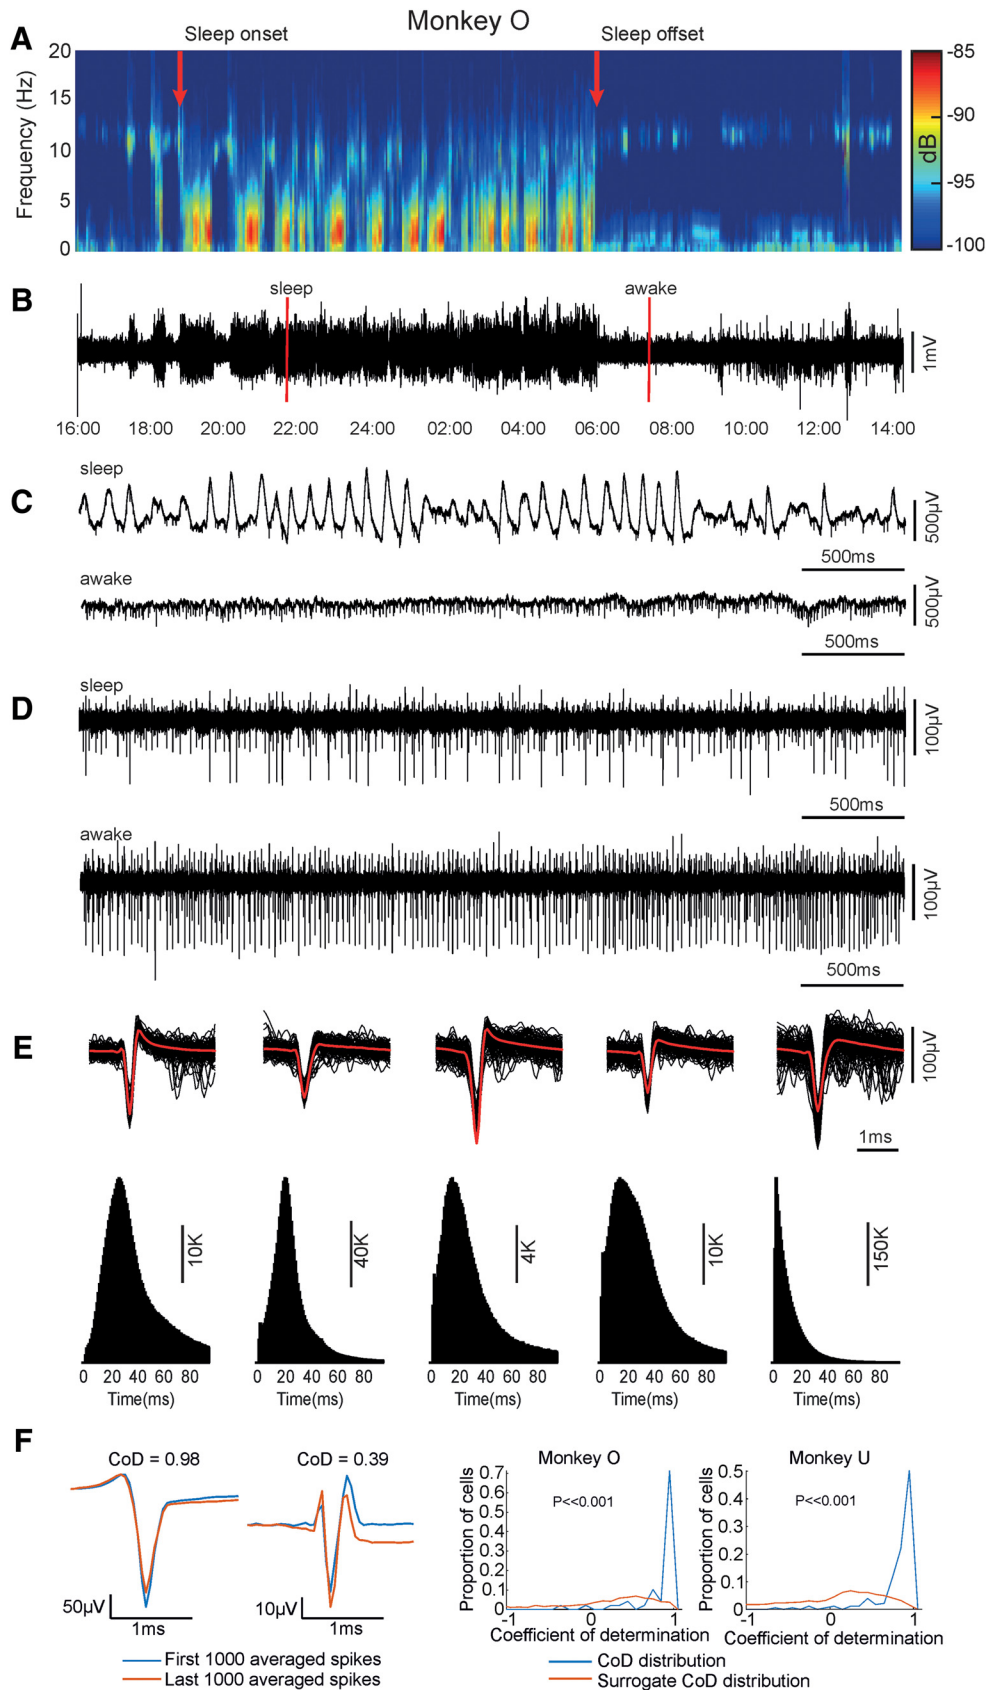 Monkey O
A
Sleep onset
Sleep offset
Frequency (Hz)
20
15
10
5
0
-85
-90
-95
-100
dB
B
sleep
awake
1mV
16:00 18:00 20:00 22:00 24:00 02:00 04:00 06:00 08:00 10:00 12:00 14:00
C
sleep
500µV
500ms
awake
500µV
500ms
D
sleep
100µV
500ms
awake
100µV
500ms
E
100µV
1ms
10K
40K
4K
10K
150K
0 20 40 60 80
0 20 40 60 80
0 20 40 60 80
0 20 40 60 80
0 20 40 60 80
Time(ms)
Time(ms)
Time(ms)
Time(ms)
Time(ms)
F
CoD = 0.98
50µV
1ms
CoD = 0.39
10µV
1ms
First 1000 averaged spikes
Last 1000 averaged spikes
Monkey O
Proportion of cells
0.7
0.6
0.5
0.4
0.3
0.2
0.1
0
P<<0.001
-1 0 1
Coefficient of determination
Monkey U
Proportion of cells
0.5
0.4
0.3
0.2
0.1
0
P<<0.001
-1 0 1
Coefficient of determination
CoD distribution
Surrogate CoD distribution